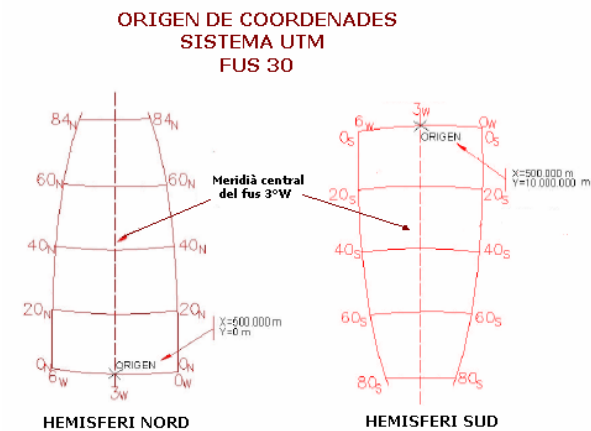 ORIGEN DE COORDENADES
SISTEMA UTM
FUS 30
84N
84N
60N
60N
40N
40N
20N
20N
0N
0N
6W
3W
0W
ORIGEN
X=500.000 m
Y=0 m
HEMISFERI NORD
Meridià central
del fus 3ºW
6W
3W
0W
0S
0S
ORIGEN
X=500.000 m
Y=10.000.000 m
20S
20S
40S
40S
60S
60S
80S
80S
HEMISFERI SUD